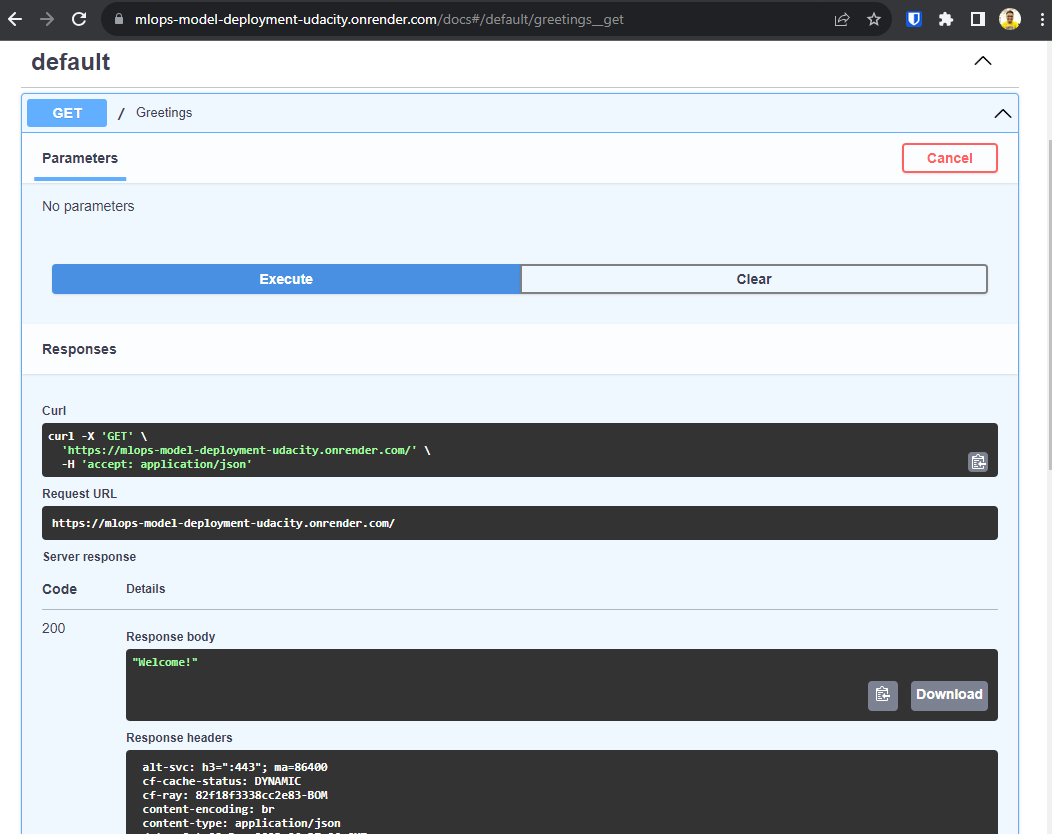 mlops-model-deployment-udacity.onrender.com/docs#/default/greetings__get
default
GET / Greetings
Parameters
Cancel
No parameters
Execute
Clear
Responses
Curl
curl -X 'GET' \
'https://mlops-model-deployment-udacity.onrender.com/' \
-H 'accept: application/json'
Request URL
https://mlops-model-deployment-udacity.onrender.com/
Server response
Code Details
200
Response body
"Welcome!"
Download
Response headers
alt-svc: h3=":443"; ma=86400
cf-cache-status: DYNAMIC
cf-ray: 82f18f3338cc2e83-BOM
content-encoding: br
content-type: application/json